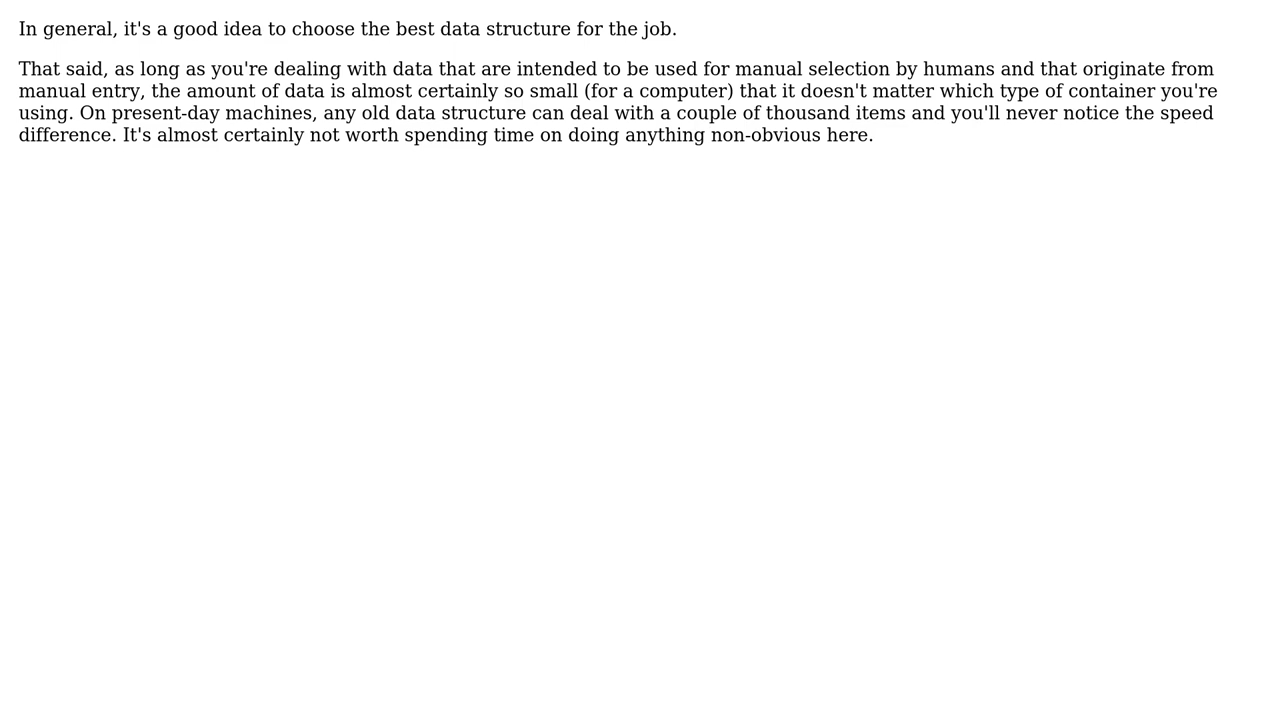 In general, it's a good idea to choose the best data structure for the job.
That said, as long as you're dealing with data that are intended to be used for manual selection by humans and that originate from
manual entry, the amount of data is almost certainly so small (for a computer) that it doesn't matter which type of container you're
using. On present-day machines, any old data structure can deal with a couple of thousand items and you'll never notice the speed
difference. It's almost certainly not worth spending time on doing anything non-obvious here.